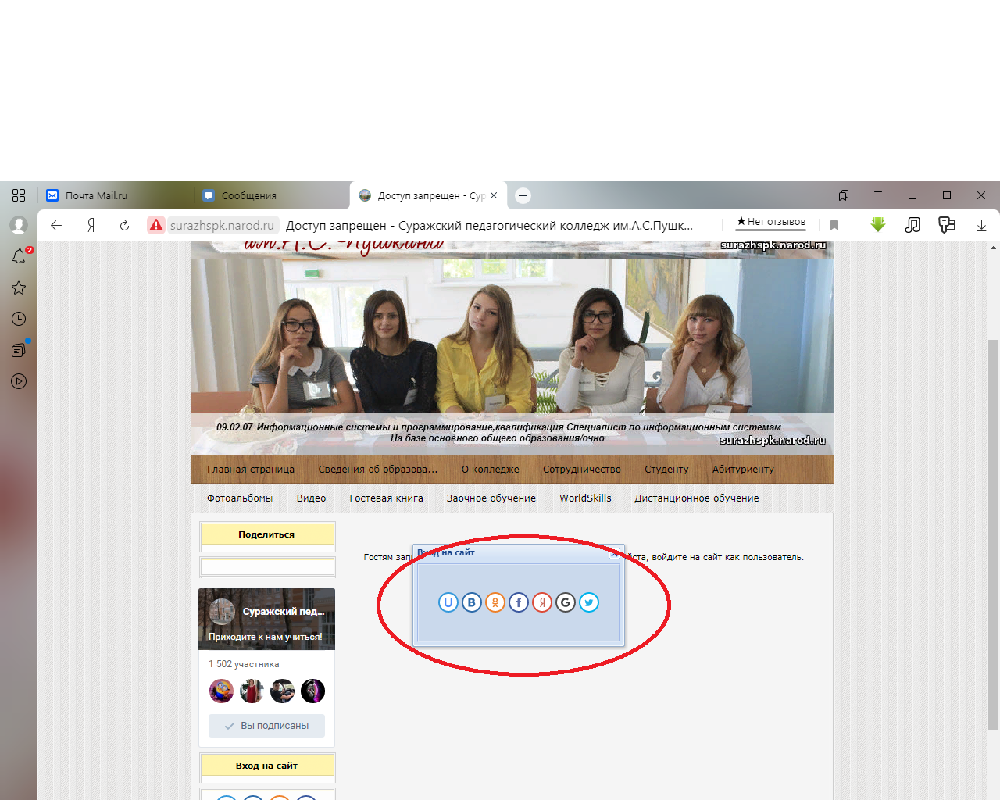 Почта Mail.ru
Сообщения
Доступ запрещен - Сур
surazhspk.narod.ru
Доступ запрещен - Суражский педагогический колледж им.А.С.Пушк...
★Нет отзывов
2
им.А.С. Пушкина
surazhspk.narod.ru
09.02.07 Информационные системы и программирование,квалификация Специалист по информационным системам
На базе основного общего образования/очно
surazhspk.narod.ru
Главная страница
Сведения об образова...
О колледже
Сотрудничество
Студенту
Абитуриенту
Фотоальбомы
Видео
Гостевая книга
Заочное обучение
WorldSkills
Дистанционное обучение
Поделиться
Суражский пед...
Приходите к нам учиться!
1 502 участника
Вы подписаны
Вход на сайт
Вход на сайт
Гостям
войдите на сайт как пользователь.